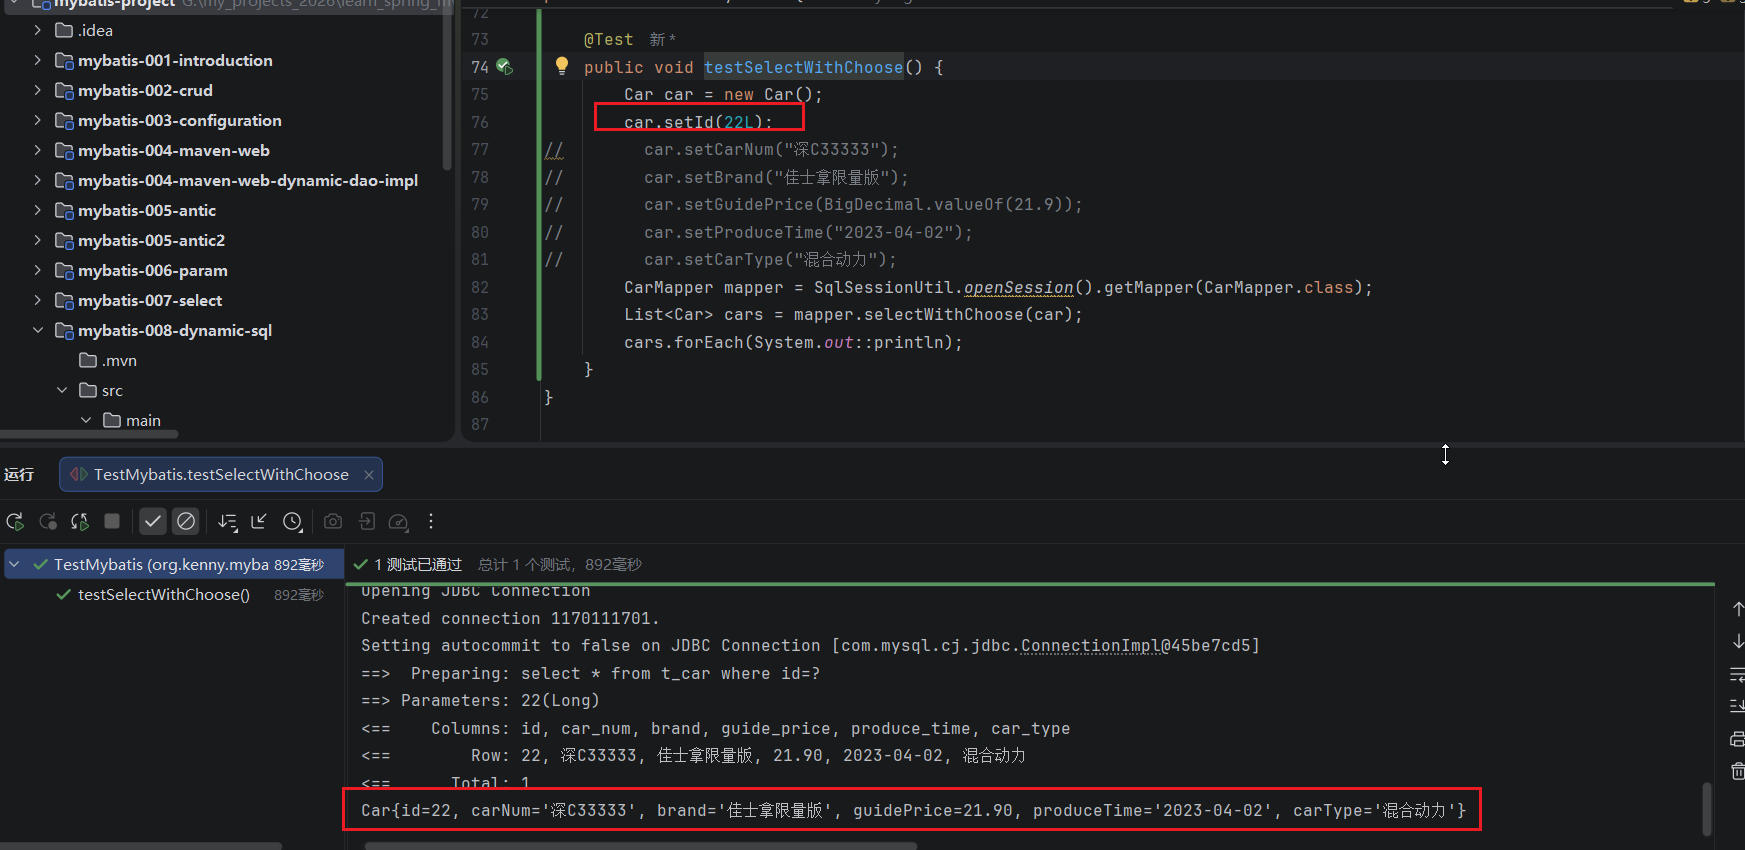 mybatis-project
.idea
mybatis-001-introduction
mybatis-002-crud
mybatis-003-configuration
mybatis-004-maven-web
mybatis-004-maven-web-dynamic-dao-impl
mybatis-005-antic
mybatis-005-antic2
mybatis-006-param
mybatis-007-select
mybatis-008-dynamic-sql
.mvn
src
main
72
73 @Test 新 *
74 public void testSelectWithChoose() {
75 Car car = new Car();
76 car.setId(22L);
77 // car.setCarNum("深C33333");
78 // car.setBrand("佳士拿限量版");
79 // car.setGuidePrice(BigDecimal.valueOf(21.9));
80 // car.setProduceTime("2023-04-02");
81 // car.setCarType("混合动力");
82 CarMapper mapper = SqlSessionUtil.openSession().getMapper(CarMapper.class);
83 List<Car> cars = mapper.selectWithChoose(car);
84 cars.forEach(System.out::println);
85 }
86 }
87
运行 TestMybatis.testSelectWithChoose
TestMybatis (org.kenny.myba 892毫秒
testSelectWithChoose() 892毫秒
1 测试已通过 总计 1 个测试, 892毫秒
Opening JDBC Connection
Created connection 1170111701.
Setting autocommit to false on JDBC Connection [com.mysql.cj.jdbc.ConnectionImpl@45be7cd5]
==>  Preparing: select * from t_car where id=?
==> Parameters: 22(Long)
<==    Columns: id, car_num, brand, guide_price, produce_time, car_type
<==        Row: 22, 深C33333, 佳士拿限量版, 21.90, 2023-04-02, 混合动力
<==      Total: 1
Car{id=22, carNum='深C33333', brand='佳士拿限量版', guidePrice=21.90, produceTime='2023-04-02', carType='混合动力'}